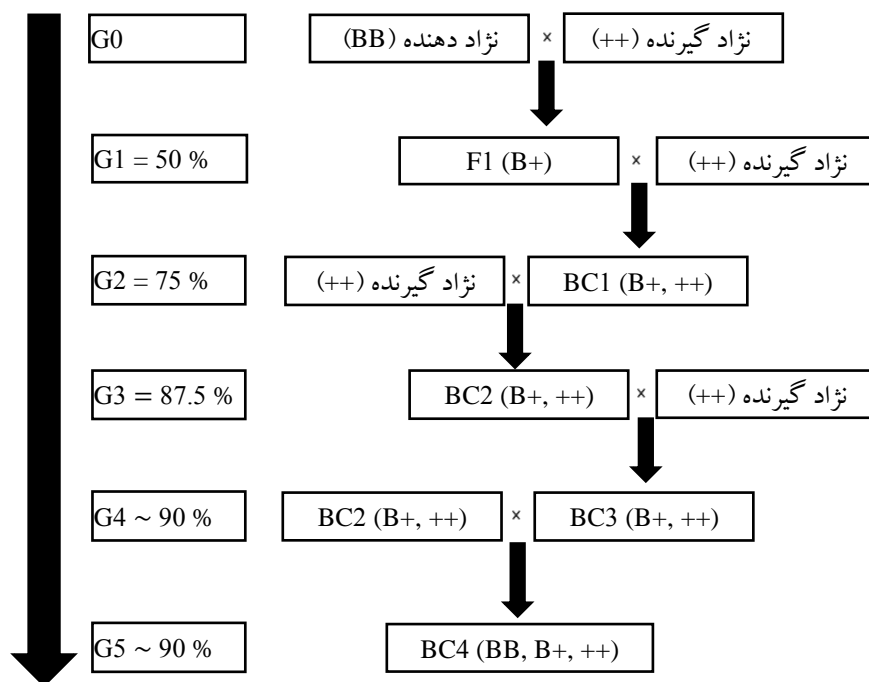 G0
نژاد دهنده (BB) × نژاد گیرنده (++)
G1 = 50 %
F1 (B+) × نژاد گیرنده (++)
G2 = 75 %
نژاد گیرنده (++) × BC1 (B+, ++)
G3 = 87.5 %
BC2 (B+, ++) × نژاد گیرنده (++)
G4 ~ 90 %
BC2 (B+, ++) × BC3 (B+, ++)
G5 ~ 90 %
BC4 (BB, B+, ++)